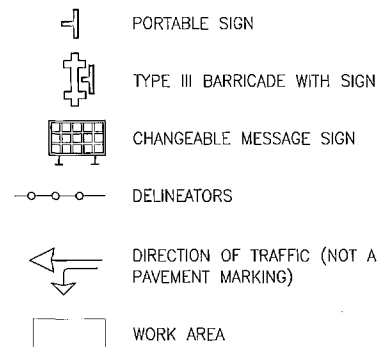 PORTABLE SIGN
TYPE III BARRICADE WITH SIGN
CHANGEABLE MESSAGE SIGN
DELINEATORS
DIRECTION OF TRAFFIC (NOT A
PAVEMENT MARKING)
WORK AREA